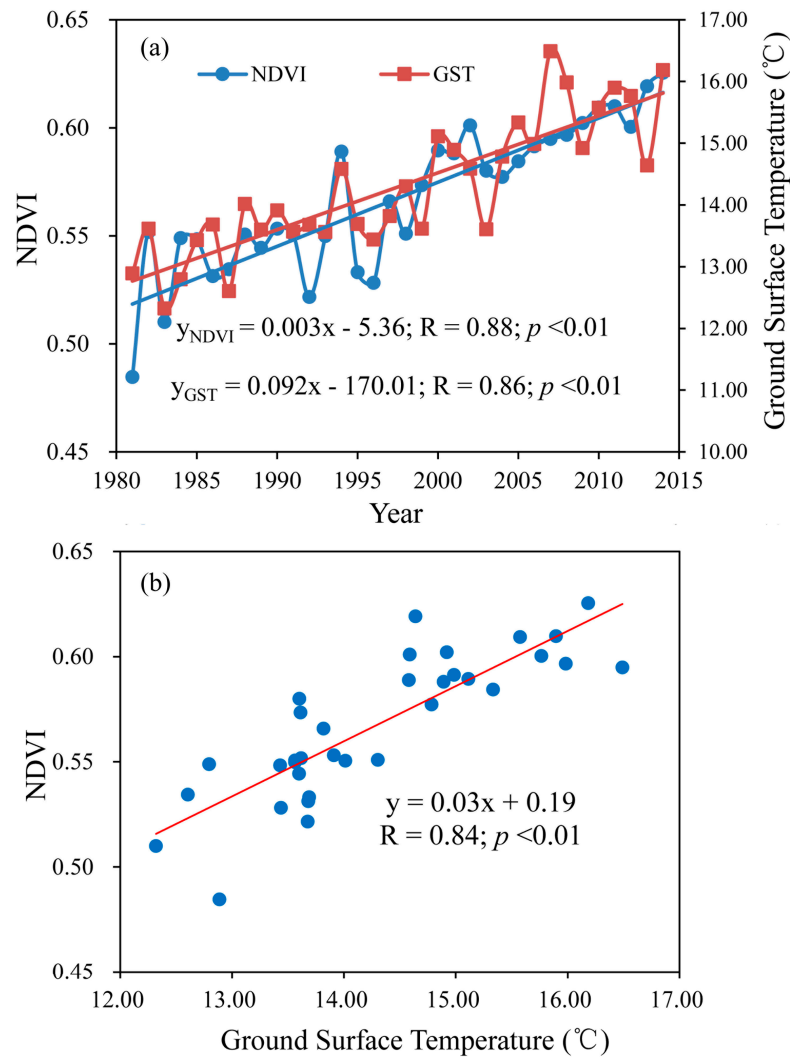 (a)
NDVI
GST
0.65
0.60
0.55
0.50
0.45
NDVI
17.00
16.00
15.00
14.00
13.00
12.00
11.00
10.00
Ground Surface Temperature (℃)
yNDVI = 0.003x - 5.36; R = 0.88; p <0.01
yGST = 0.092x - 170.01; R = 0.86; p <0.01
1980 1985 1990 1995 2000 2005 2010 2015
Year
(b)
0.65
0.60
0.55
0.50
0.45
NDVI
y = 0.03x + 0.19
R = 0.84; p <0.01
12.00 13.00 14.00 15.00 16.00 17.00
Ground Surface Temperature (℃)